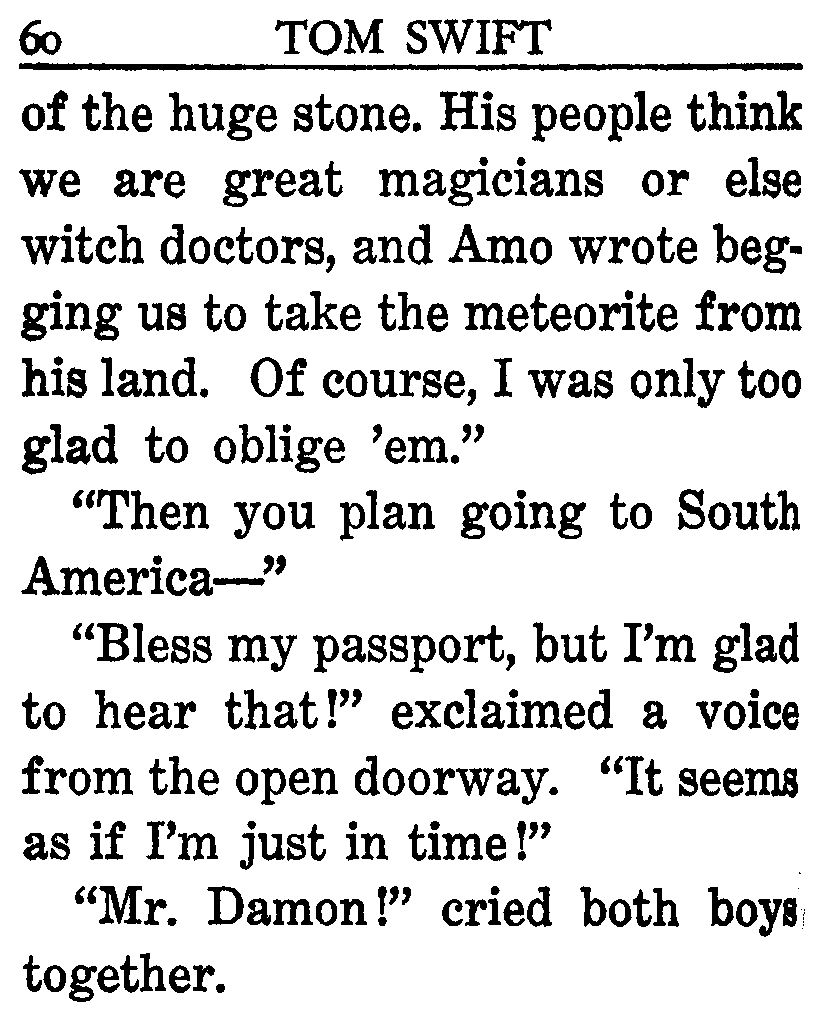 60 TOM SWIFT
of the huge stone. His people think
we are great magicians or else
witch doctors, and Amo wrote beg-
ging us to take the meteorite from
his land. Of course, I was only too
glad to oblige ’em.”
“Then you plan going to South
America—”
“Bless my passport, but I’m glad
to hear that!” exclaimed a voice
from the open doorway. “It seems
as if I’m just in time!”
“Mr. Damon!” cried both boys
together.